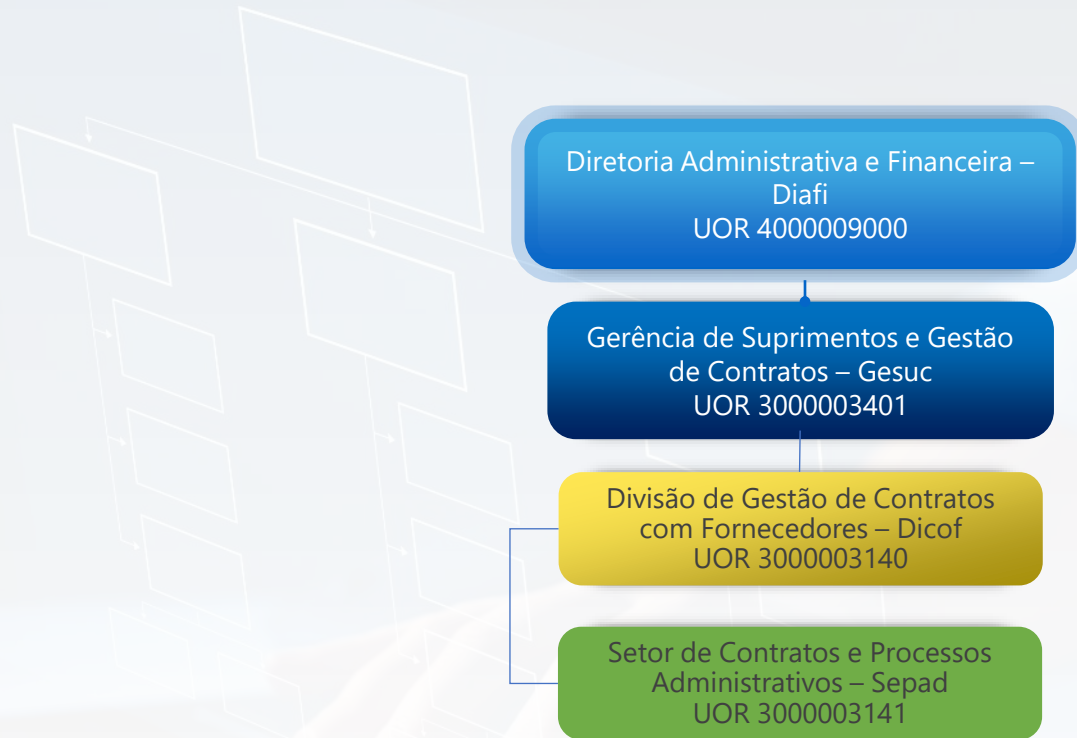 Diretoria Administrativa e Financeira –
Diafi
UOR 4000009000
Gerência de Suprimentos e Gestão
de Contratos – Gesuc
UOR 3000003401
Divisão de Gestão de Contratos
com Fornecedores – Dicof
UOR 3000003140
Setor de Contratos e Processos
Administrativos – Sepad
UOR 3000003141